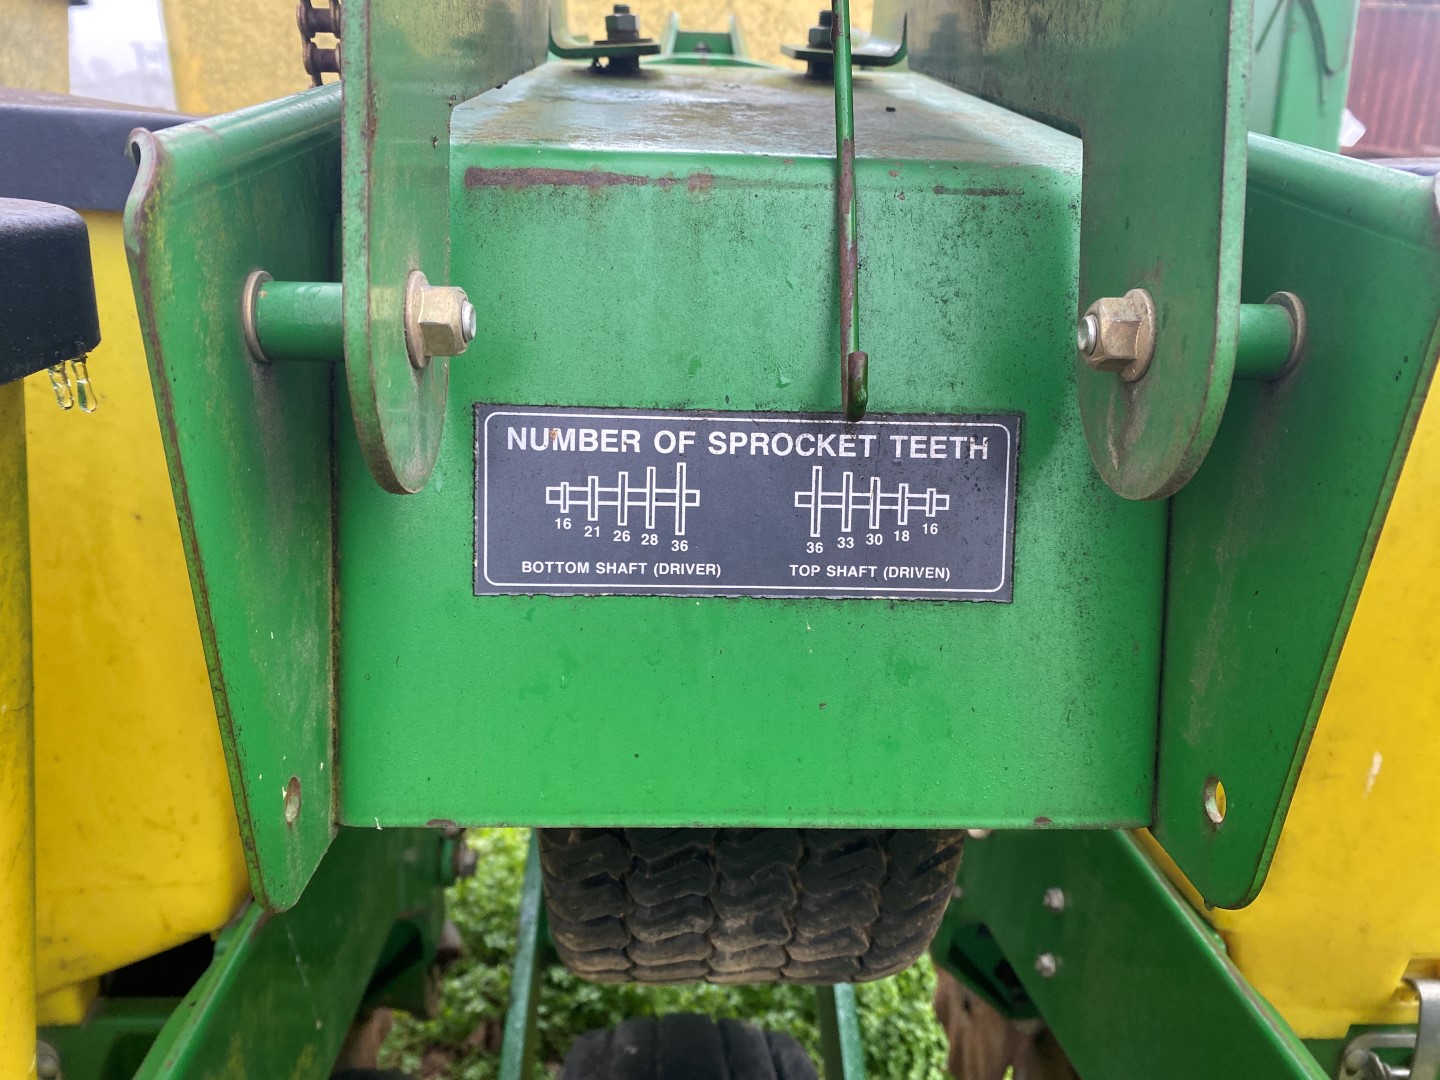 NUMBER OF SPROCKET TEETH
16 21 26 28 36 36 33 30 18 16
BOTTOM SHAFT (DRIVER) TOP SHAFT (DRIVEN)